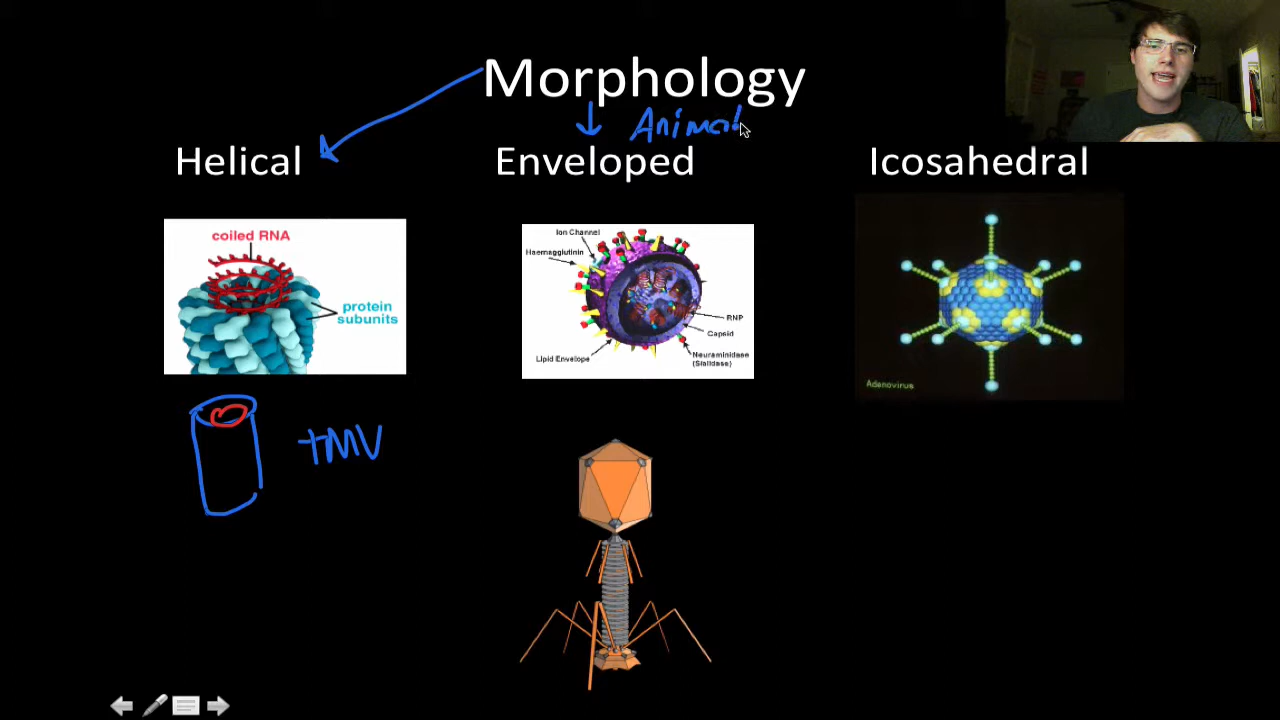 Morphology
Animal
Helical
Enveloped
Icosahedral
coiled RNA
protein
subunits
Ion Channel
Haemagglutinin
RNP
Capsid
Neuraminidase
(Sialidase)
Lipid Envelope
Adenovirus
TMV